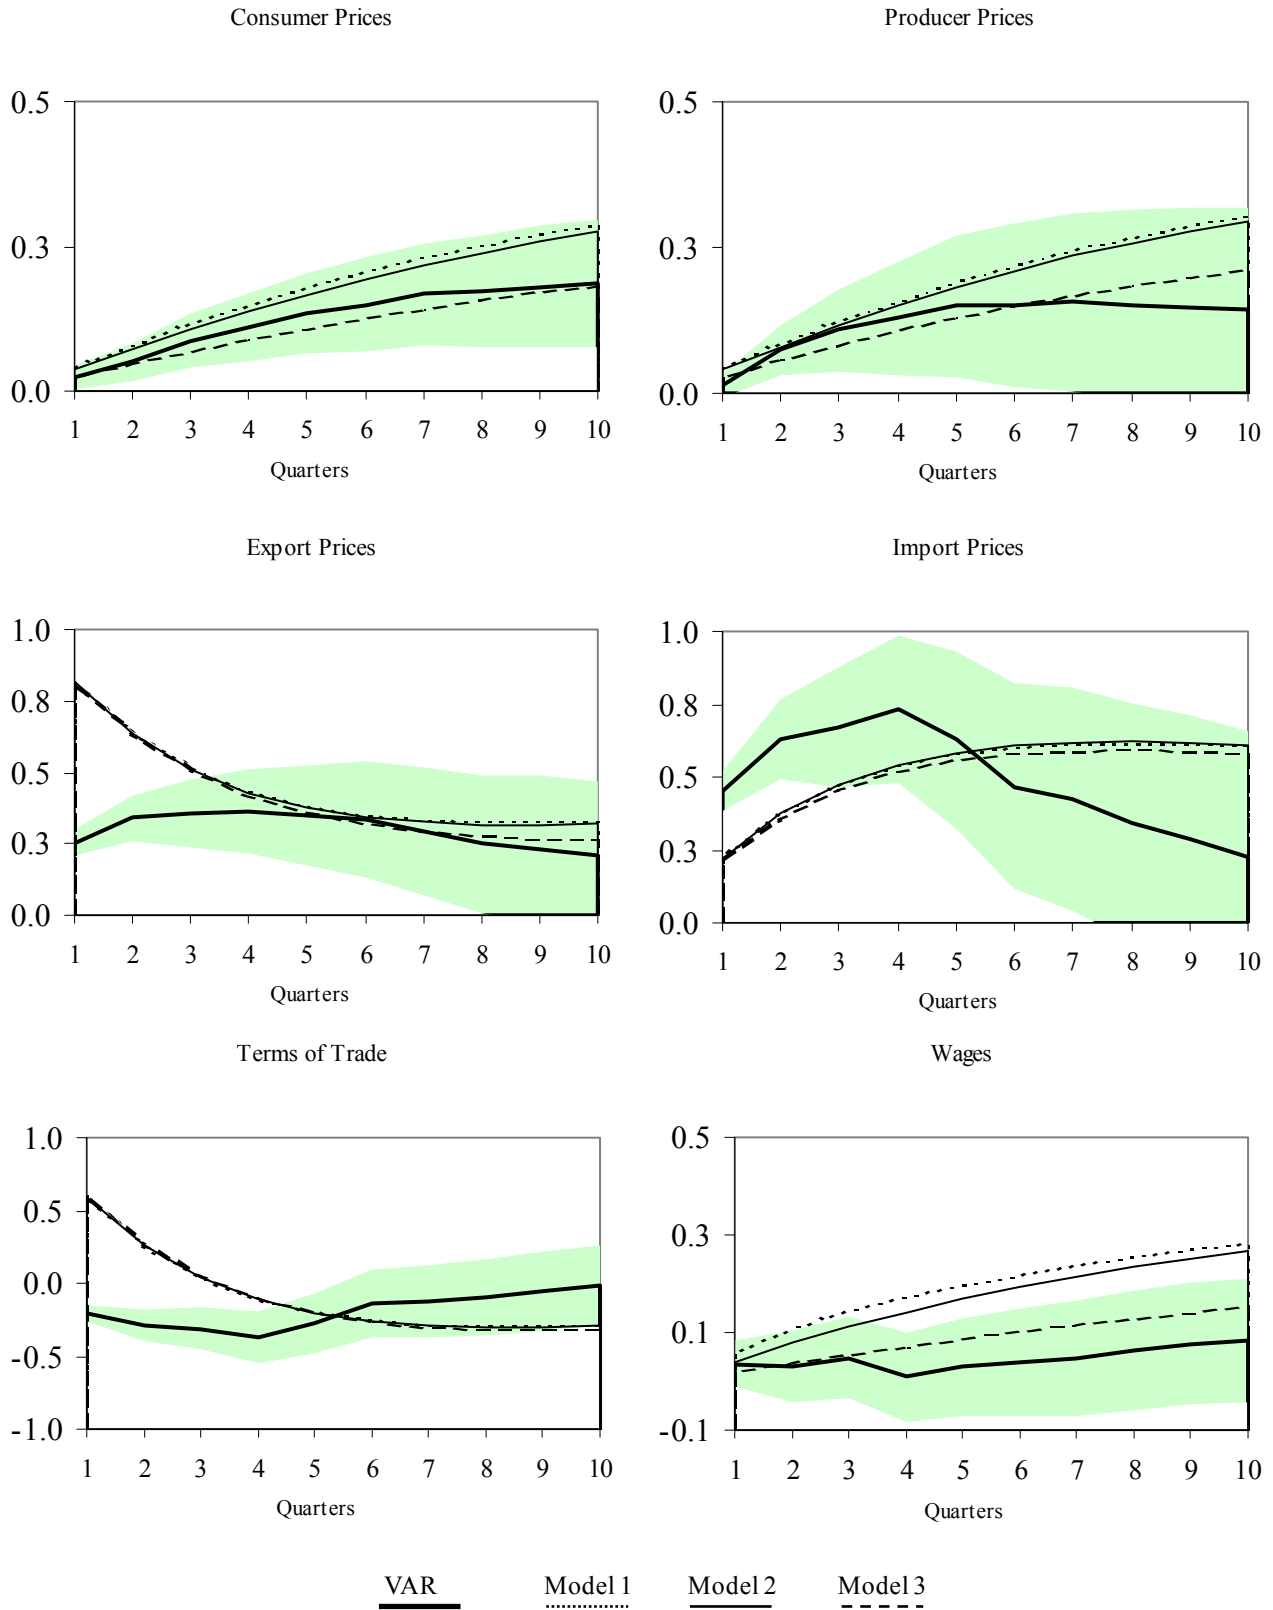 Consumer Prices Producer Prices
0.5 0.5
0.3 0.3
0.0 0.0
1 2 3 4 5 6 7 8 9 10 1 2 3 4 5 6 7 8 9 10
Quarters Quarters
Export Prices Import Prices
1.0 1.0
0.8 0.8
0.5 0.5
0.3 0.3
0.0 0.0
1 2 3 4 5 6 7 8 9 10 1 2 3 4 5 6 7 8 9 10
Quarters Quarters
Terms of Trade Wages
1.0 0.5
0.5 0.3
0.0 0.1
-0.5 -0.1
-1.0
1 2 3 4 5 6 7 8 9 10 1 2 3 4 5 6 7 8 9 10
Quarters Quarters
VAR Model 1 Model 2 Model 3